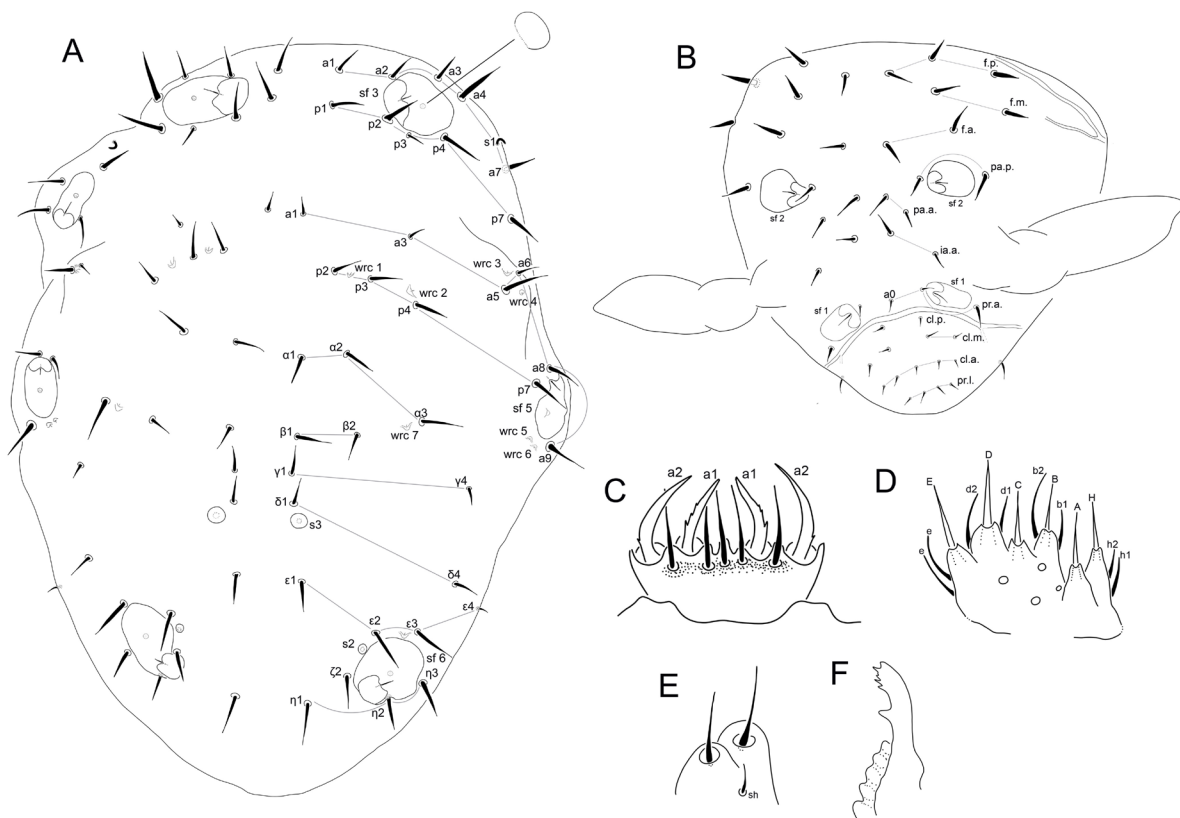 A
a1
a2
a3
a4
sf 3
p1
p2
p3
p4
s1
a7
p7
a1
a3
wrc 3
a6
p2
wrc 1
p3
a5
wrc 4
wrc 2
p4
α1
α2
a8
p7
α3
sf 5
β1
β2
wrc 7
wrc 5
wrc 6
a9
γ1
γ4
δ1
s3
ε1
δ4
ε4
ε2
ε3
s2
sf 6
ζ2
η3
η1
η2
B
f.p.
f.m.
f.a.
pa.p.
sf 2
sf 2
pa.a.
ia.a.
sf 1
a0
sf 1
pr.a.
cl.p.
cl.m.
cl.a.
pr.l.
C
a2
a1
a1
a2
D
E
D
b2
B
d2
d1
C
b1
A
H
e
e
h2
h1
E
sh
F